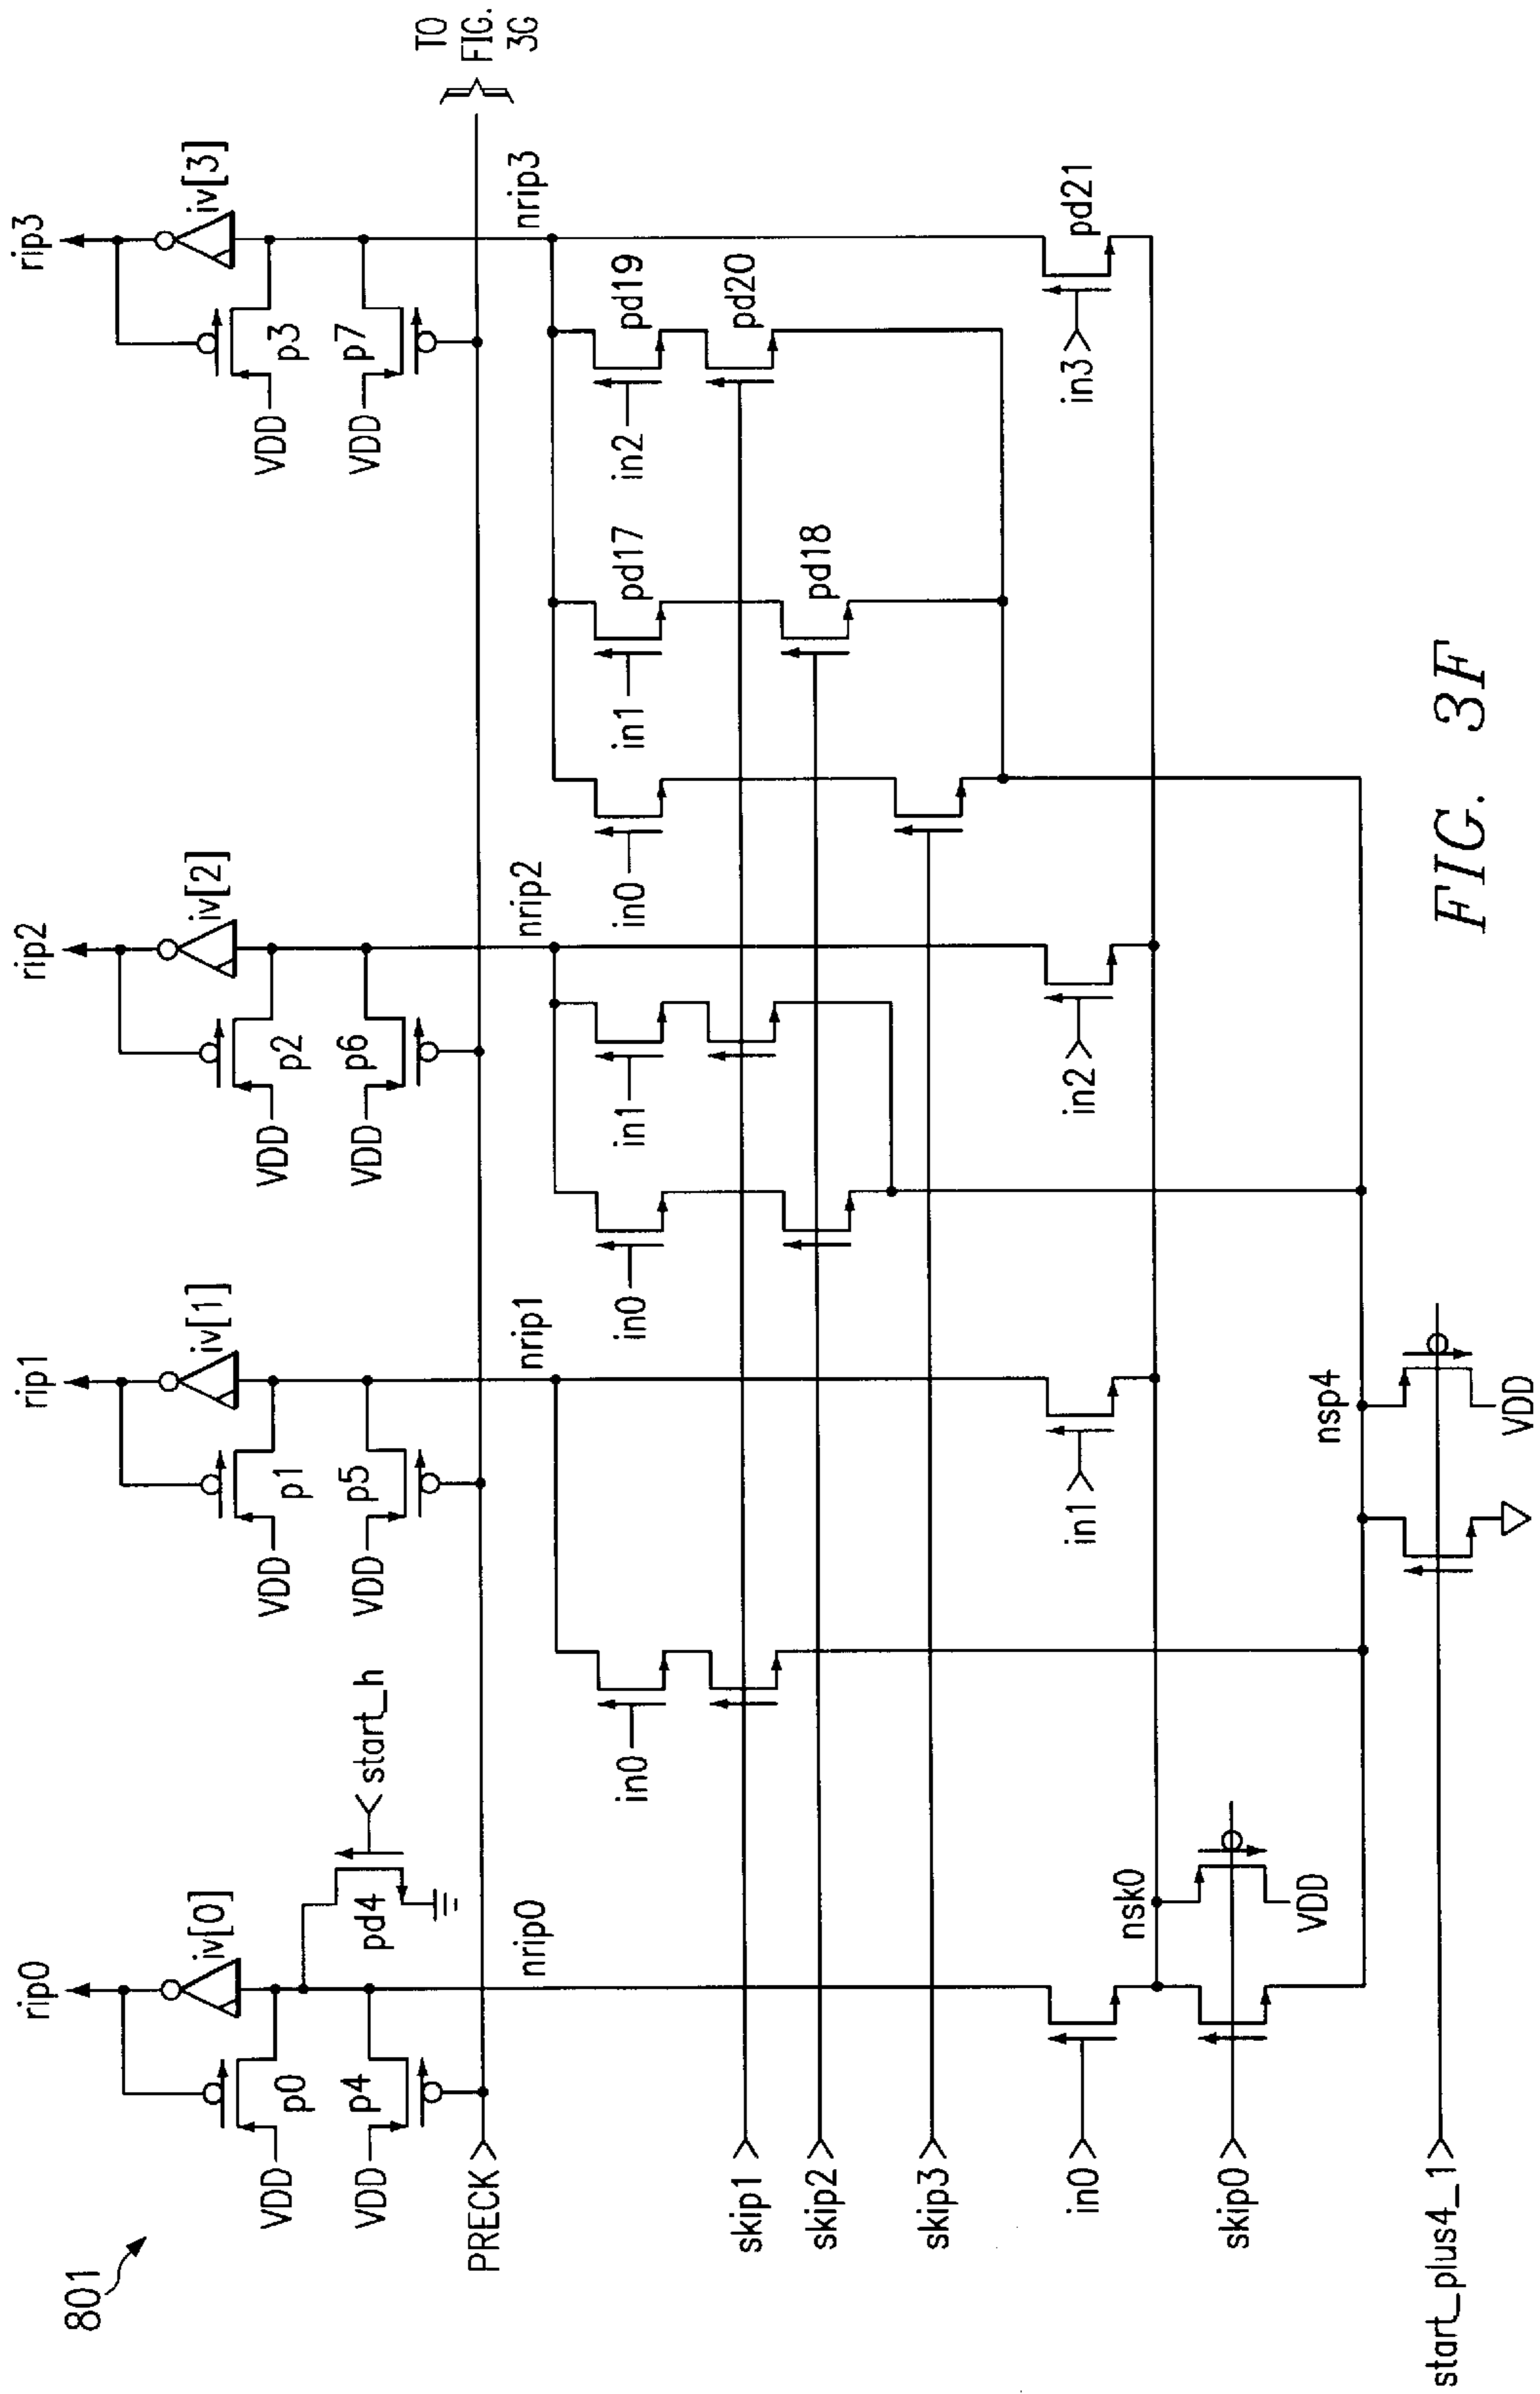 801
rip0
rip1
rip2
rip3
iv[0]
iv[1]
iv[2]
iv[3]
VDD
p0
VDD
p1
VDD
p2
VDD
p3
VDD
p4
pd4
start_h
VDD
p5
VDD
p6
VDD
p7
PRECK
TO
FIG.
3G
nrip0
nrip1
nrip2
nrip3
in0
in0
in1
in0
in1
pd17
in2
pd19
skip1
pd20
skip2
pd18
skip3
in0
in1
in2
in3
pd21
nsk0
skip0
VDD
nsp4
start_plus4_1
VDD
FIG. 3F